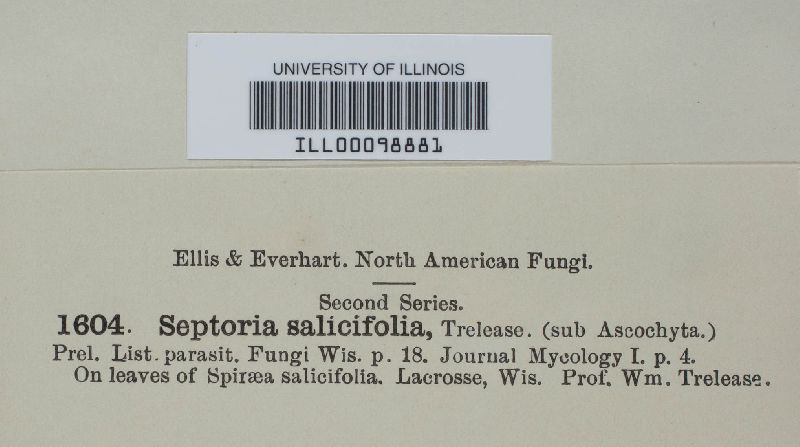 UNIVERSITY OF ILLINOIS
ILL00098881
Ellis & Everhart. North American Fungi.
Second Series.
1604. Septoria salicifolia, Trelease. (sub Ascochyta.)
Prel. List. parasit. Fungi Wis. p. 18. Journal Mycology I. p. 4.
On leaves of Spiræa salicifolia. Lacrosse, Wis. Prof. Wm. Trelease.